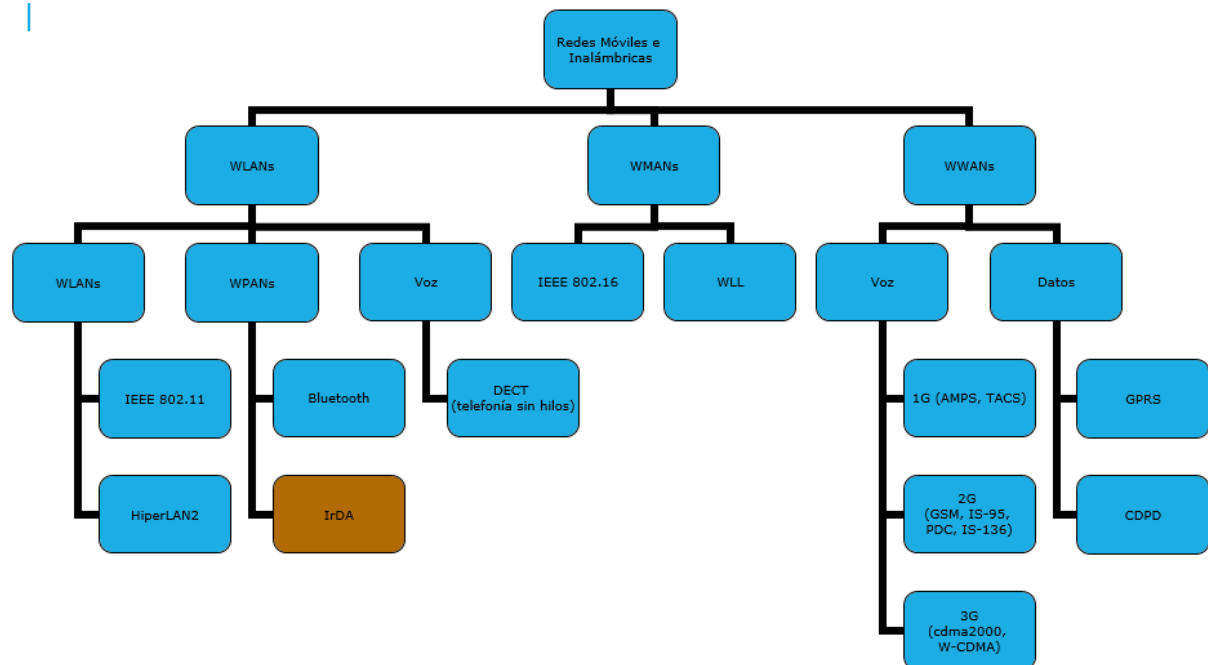 Redes Móviles e
Inalámbricas
WLANs
WMANs
WWANs
WLANs
WPANs
Voz
IEEE 802.16
WLL
Voz
Datos
IEEE 802.11
Bluetooth
DECT
(telefonía sin hilos)
1G (AMPS, TACS)
GPRS
HiperLAN2
IrDA
2G
(GSM, IS-95,
PDC, IS-136)
CDPD
3G
(cdma2000,
W-CDMA)